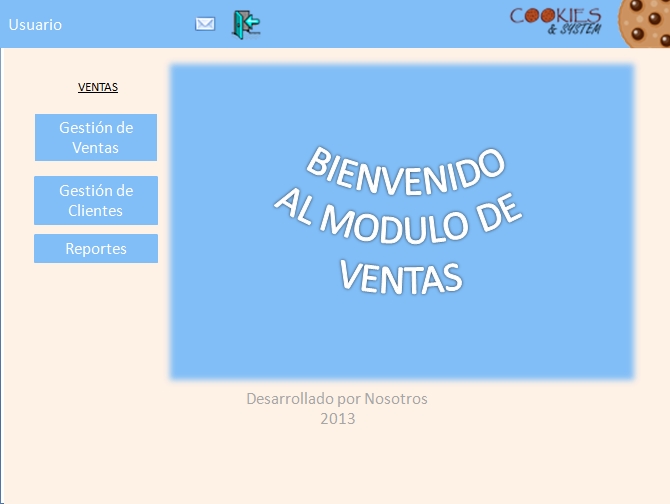 Usuario
COOKIES
& SYSTEM
VENTAS
Gestión de
Ventas
Gestión de
Clientes
Reportes
BIENVENIDO
AL MODULO DE
VENTAS
Desarrollado por Nosotros
2013